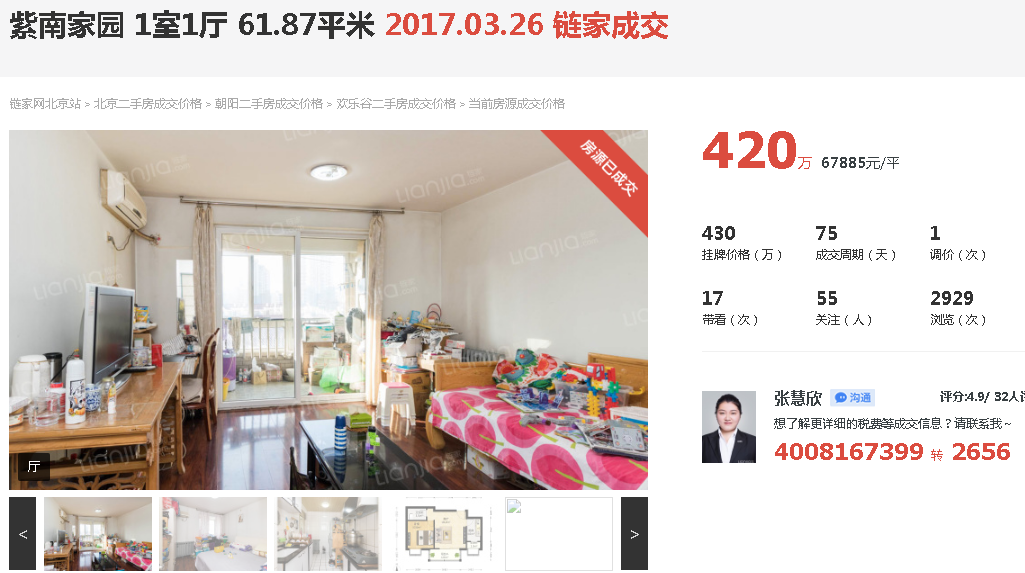 紫南家园 1室1厅 61.87平米 2017.03.26 链家成交
链家网北京站 > 北京二手房成交价格 > 朝阳二手房成交价格 > 欢乐谷二手房成交价格 > 当前房源成交价格
房源已成交
lianjia
lianjia
lianjia
lianjia
lianjia
厅
<
>
420万 67885元/平
430 75 1
挂牌价格（万） 成交周期（天） 调价（次）
17 55 2929
带看（次） 关注（人） 浏览（次）
张慧欣 沟通 评分:4.9/ 32人
想了解更详细的税费等成交信息？请联系我~
4008167399 转 2656